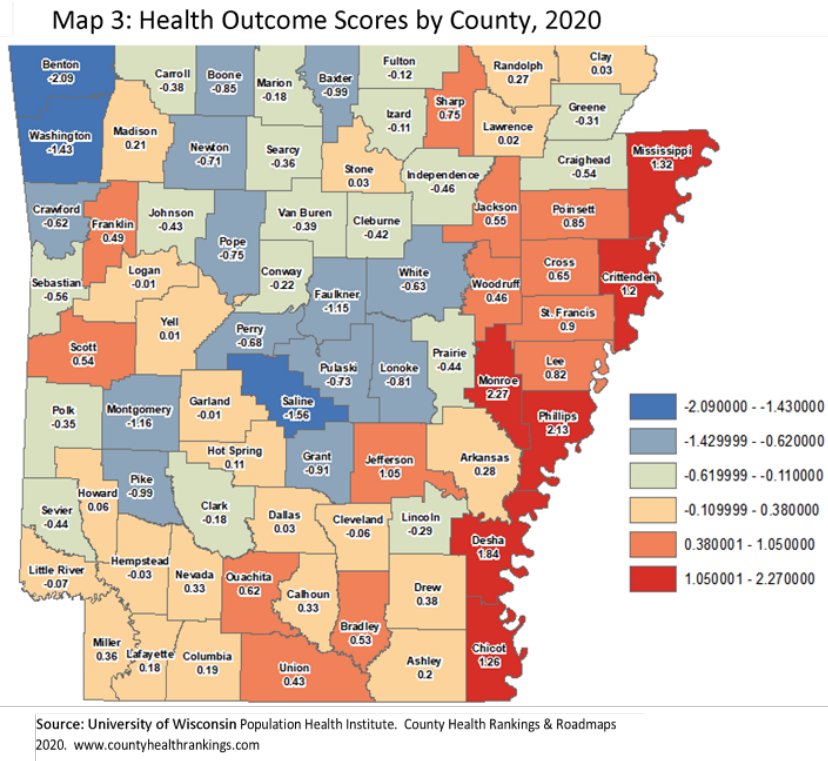 Map 3: Health Outcome Scores by County, 2020
Benton
-2.09
Carroll
-0.38
Boone
-0.85
Marion
-0.18
Baxter
-0.99
Fulton
-0.12
Sharp
0.75
Randolph
0.27
Clay
0.03
Greene
-0.31
Izard
-0.11
Lawrence
0.02
Washington
-1.43
Madison
0.21
Newton
-0.71
Searcy
-0.36
Stone
0.03
Independence
-0.46
Craighead
-0.54
Mississippi
1.32
Crawford
-0.62
Franklin
0.49
Johnson
-0.43
Pope
-0.75
Van Buren
-0.39
Cleburne
-0.42
Jackson
0.55
Poinsett
0.85
Sebastian
-0.56
Logan
-0.01
Conway
-0.22
Faulkner
-1.15
White
-0.63
Woodruff
0.46
Cross
0.65
Crittenden
1.2
St. Francis
0.9
Scott
0.54
Yell
0.01
Perry
-0.68
Pulaski
-0.73
Lonoke
-0.81
Prairie
-0.44
Monroe
2.27
Lee
0.82
Phillips
2.13
Polk
-0.35
Montgomery
-1.16
Garland
-0.01
Saline
-1.56
Hot Spring
0.11
Grant
-0.91
Jefferson
1.05
Arkansas
0.28
Sevier
-0.44
Howard
0.06
Pike
-0.99
Clark
-0.18
Dallas
0.03
Cleveland
-0.06
Lincoln
-0.29
Desha
1.84
Little River
-0.07
Hempstead
-0.03
Nevada
0.33
Ouachita
0.62
Calhoun
0.33
Bradley
0.53
Drew
0.38
Chicot
1.26
Miller
0.36
Lafayette
0.18
Columbia
0.19
Union
0.43
Ashley
0.2
-2.090000 - -1.430000
-1.429999 - -0.620000
-0.619999 - -0.110000
-0.109999 - 0.380000
0.380001 - 1.050000
1.050001 - 2.270000
Source: University of Wisconsin Population Health Institute. County Health Rankings & Roadmaps
2020. www.countyhealthrankings.com